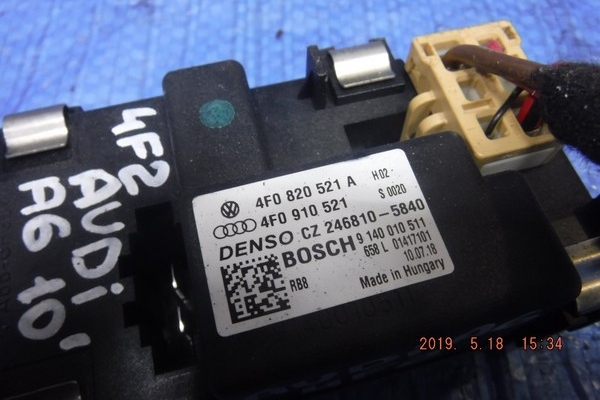 4F2
AUDi
A6 10'
4F0 820 521 A H02-
4F0 910 521 S 0020
DENSO CZ 246810-5840
BOSCH 9 140 010 511
658 L 01417101
RB8 10.07.18
Made in Hungary
2019. 5.18 15:34